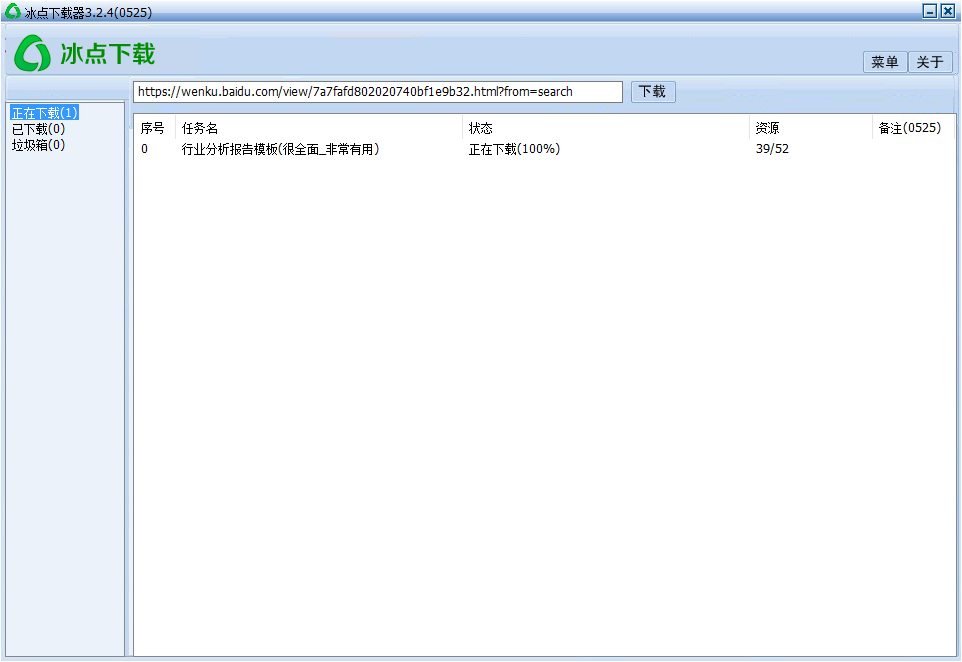 冰点下载器3.2.4(0525)
冰点下载
菜单 关于
https://wenku.baidu.com/view/7a7fafd802020740bf1e9b32.html?from=search 下载
正在下载(1)
已下载(0)
垃圾箱(0)
序号 任务名 状态 资源 备注(0525)
0 行业分析报告模板(很全面_非常有用) 正在下载(100%) 39/52